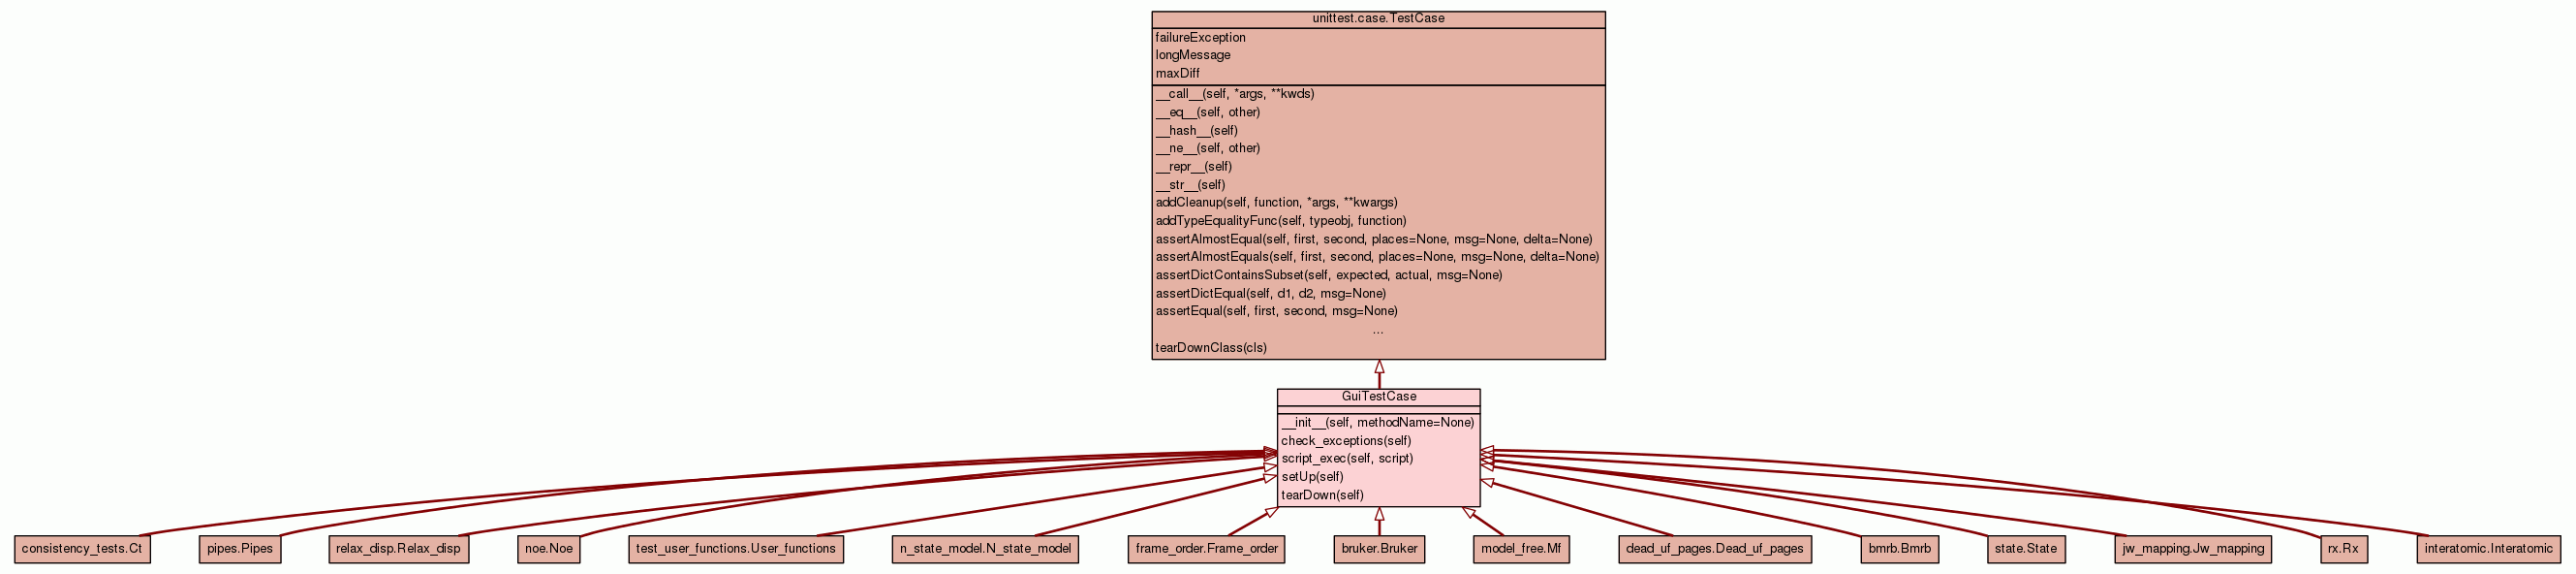 unittest.case.TestCase
failureException
longMessage
maxDiff
__call__(self, *args, **kwds)
__eq__(self, other)
__hash__(self)
__ne__(self, other)
__repr__(self)
__str__(self)
addCleanup(self, function, *args, **kwargs)
addTypeEqualityFunc(self, typeobj, function)
assertAlmostEqual(self, first, second, places=None, msg=None, delta=None)
assertAlmostEquals(self, first, second, places=None, msg=None, delta=None)
assertDictContainsSubset(self, expected, actual, msg=None)
assertDictEqual(self, d1, d2, msg=None)
assertEqual(self, first, second, msg=None)
...
tearDownClass(cls)
GuiTestCase
__init__(self, methodName=None)
check_exceptions(self)
script_exec(self, script)
setUp(self)
tearDown(self)
consistency_tests.Ct
pipes.Pipes
relax_disp.Relax_disp
noe.Noe
test_user_functions.User_functions
n_state_model.N_state_model
frame_order.Frame_order
bruker.Bruker
model_free.Mf
dead_uf_pages.Dead_uf_pages
bmrb.Bmrb
state.State
jw_mapping.Jw_mapping
rx.Rx
interatomic.Interatomic